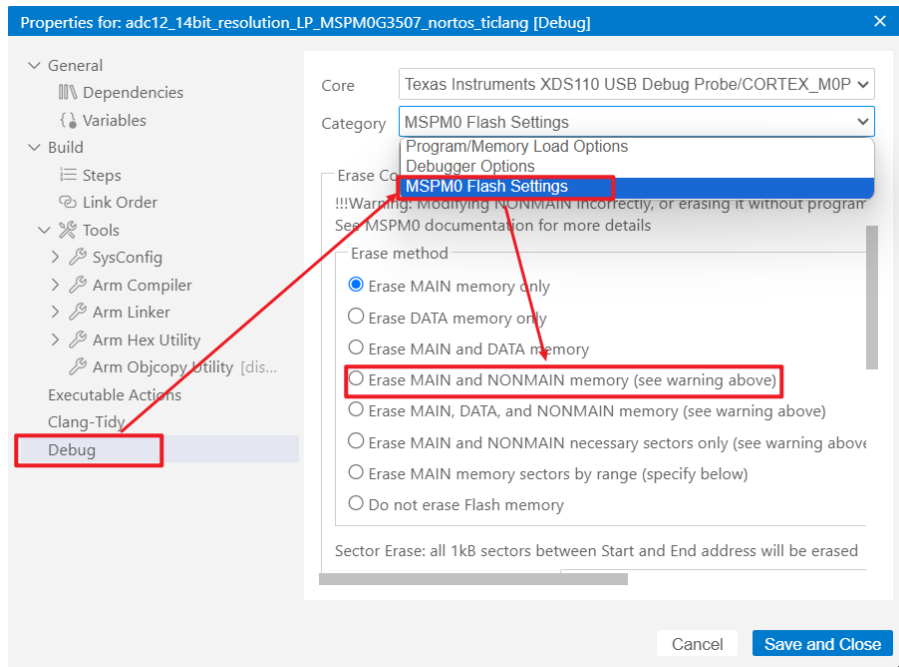 Properties for: adc12_14bit_resolution_LP_MSPM0G3507_nortos_ticlang [Debug]
General
Dependencies
Variables
Build
Steps
Link Order
Tools
SysConfig
Arm Compiler
Arm Linker
Arm Hex Utility
Arm Objcopy Utility [dis...
Executable Actions
Clang-Tidy
Debug
Core
Texas Instruments XDS110 USB Debug Probe/CORTEX_M0P
Category
MSPM0 Flash Settings
Program/Memory Load Options
Debugger Options
MSPM0 Flash Settings
Erase Co
!!!Warning: Modifying NONMAIN incorrectly, or erasing it without program
See MSPM0 documentation for more details
Erase method
Erase MAIN memory only
Erase DATA memory only
Erase MAIN and DATA memory
Erase MAIN and NONMAIN memory (see warning above)
Erase MAIN, DATA, and NONMAIN memory (see warning above)
Erase MAIN and NONMAIN necessary sectors only (see warning above
Erase MAIN memory sectors by range (specify below)
Do not erase Flash memory
Sector Erase: all 1kB sectors between Start and End address will be erased
Cancel
Save and Close